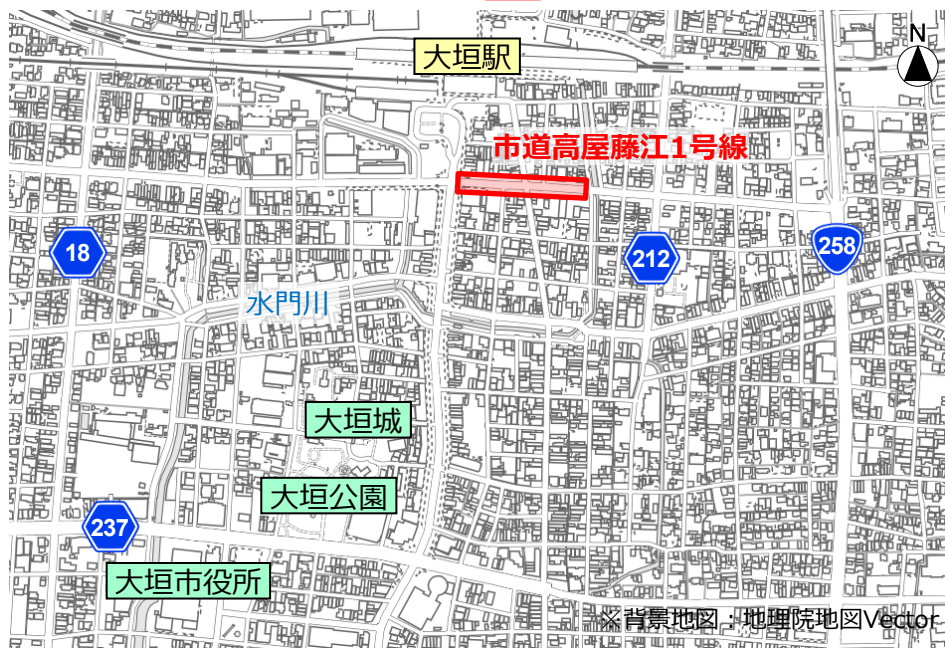 大垣駅
N
市道高屋藤江1号線
18
212
258
水門川
大垣城
大垣公園
237
大垣市役所
※背景地図：地理院地図Vector